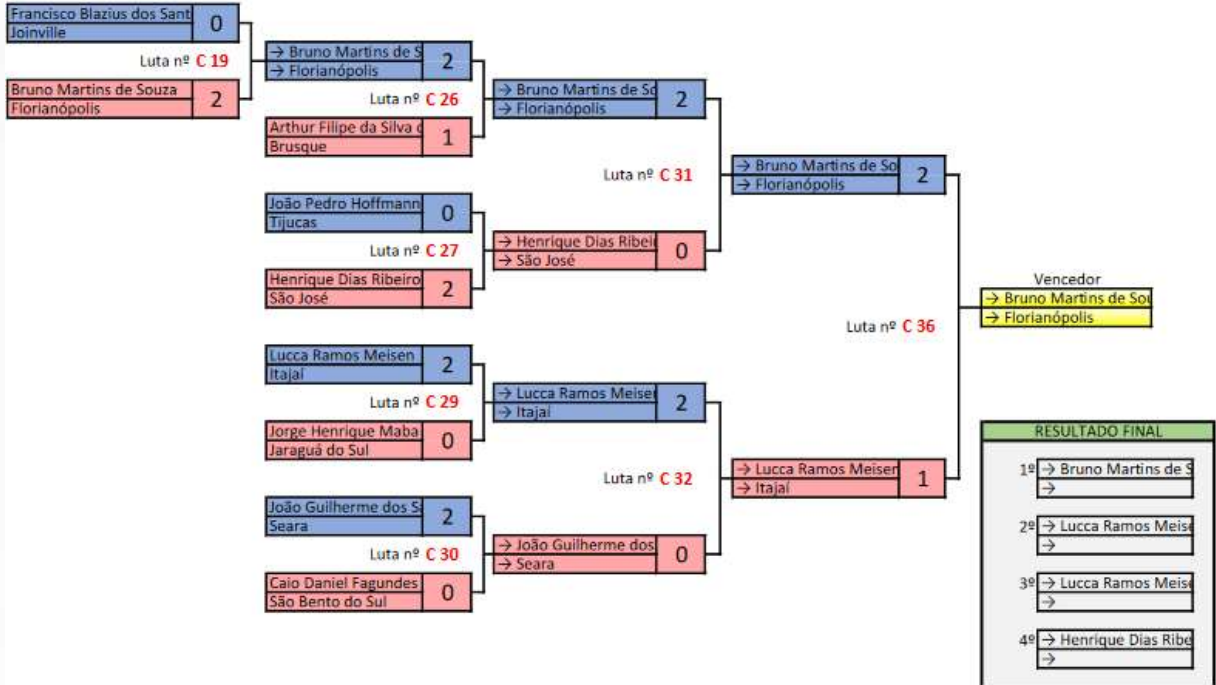 Francisco Blazius dos Sant 0
Joinville
Luta nº C 19
Bruno Martins de Souza 2
Florianópolis
→ Bruno Martins de S 2
→ Florianópolis
Luta nº C 26
Arthur Filipe da Silva d 1
Brusque
João Pedro Hoffmann 0
Tijucas
Luta nº C 27
Henrique Dias Ribeiro 2
São José
Lucca Ramos Meisen 2
Itajaí
Luta nº C 29
Jorge Henrique Maba 0
Jaraguá do Sul
João Guilherme dos Sa 2
Seara
Luta nº C 30
Caio Daniel Fagundes 0
São Bento do Sul
→ Bruno Martins de So 2
→ Florianópolis
Luta nº C 31
→ Henrique Dias Ribei 0
→ São José
→ Lucca Ramos Meise 2
→ Itajaí
Luta nº C 32
→ João Guilherme dos 0
→ Seara
→ Bruno Martins de So 2
→ Florianópolis
Luta nº C 36
→ Lucca Ramos Meisen 1
→ Itajaí
Vencedor
→ Bruno Martins de Sou
→ Florianópolis
RESULTADO FINAL
1º → Bruno Martins de S
→
2º → Lucca Ramos Meise
→
3º → Lucca Ramos Meise
→
4º → Henrique Dias Ribe
→